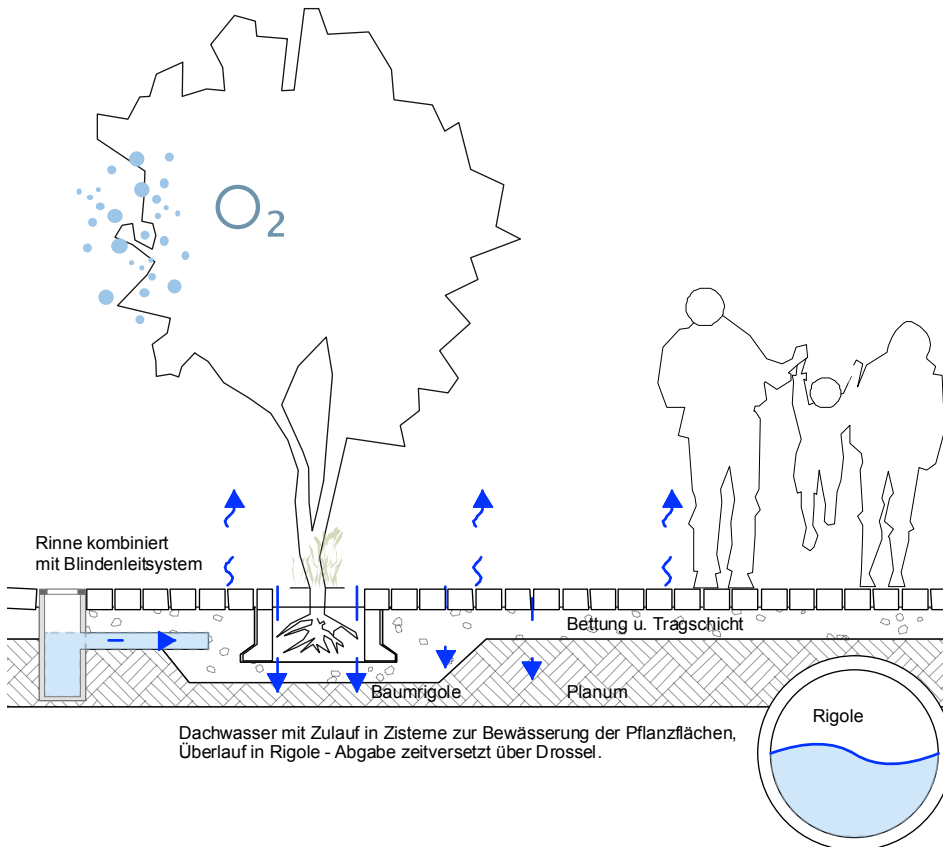 O2
Rinne kombiniert
mit Blindenleitsystem
Bettung u. Tragschicht
Baumrigole
Planum
Rigole
Dachwasser mit Zulauf in Zisterne zur Bewässerung der Pflanzflächen,
Überlauf in Rigole - Abgabe zeitversetzt über Drossel.